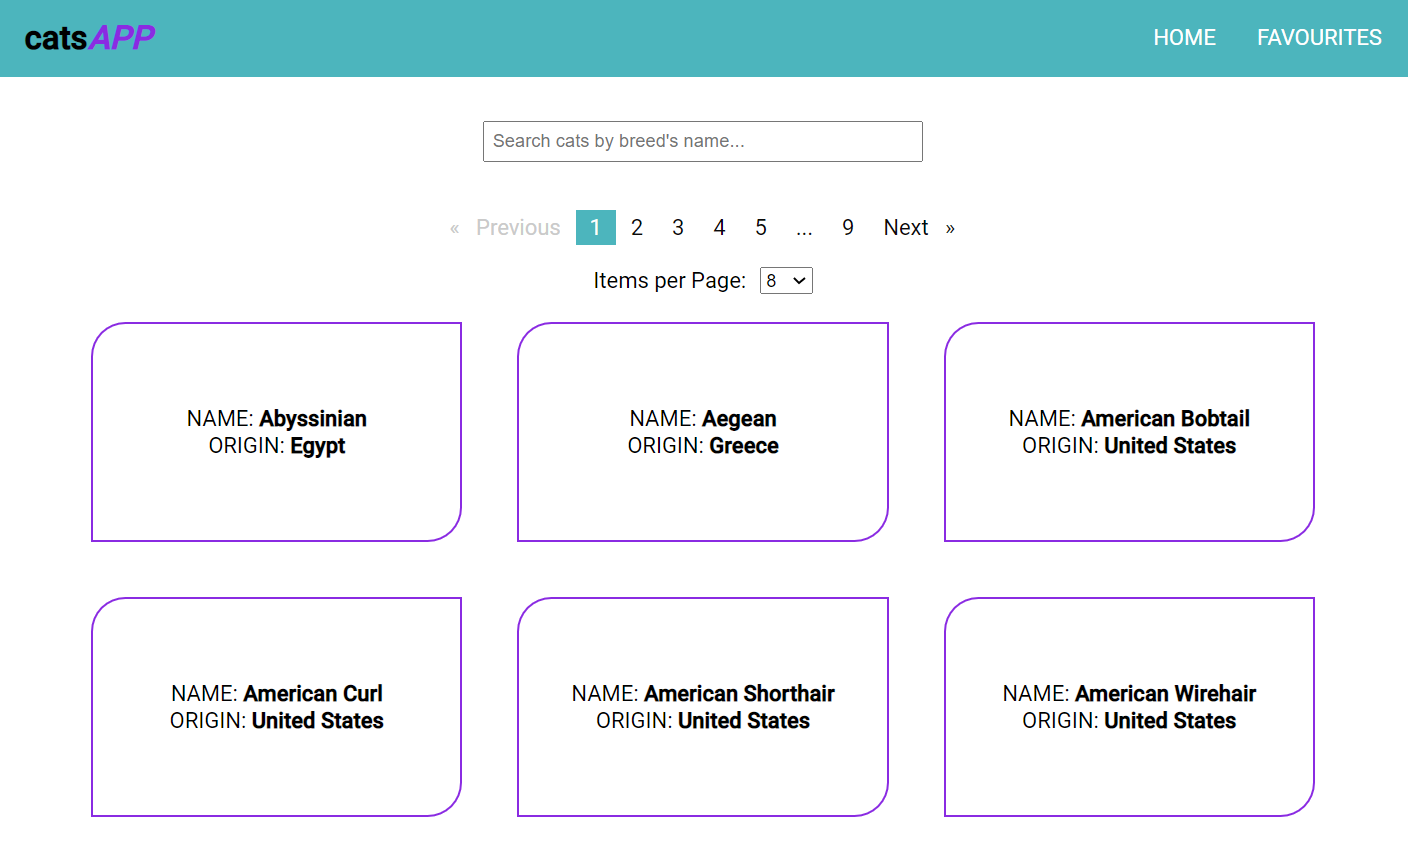 catsAPP
HOME FAVOURITES
Search cats by breed's name...
« Previous 1 2 3 4 5 ... 9 Next »
Items per Page: 8
NAME: Abyssinian
ORIGIN: Egypt
NAME: Aegean
ORIGIN: Greece
NAME: American Bobtail
ORIGIN: United States
NAME: American Curl
ORIGIN: United States
NAME: American Shorthair
ORIGIN: United States
NAME: American Wirehair
ORIGIN: United States